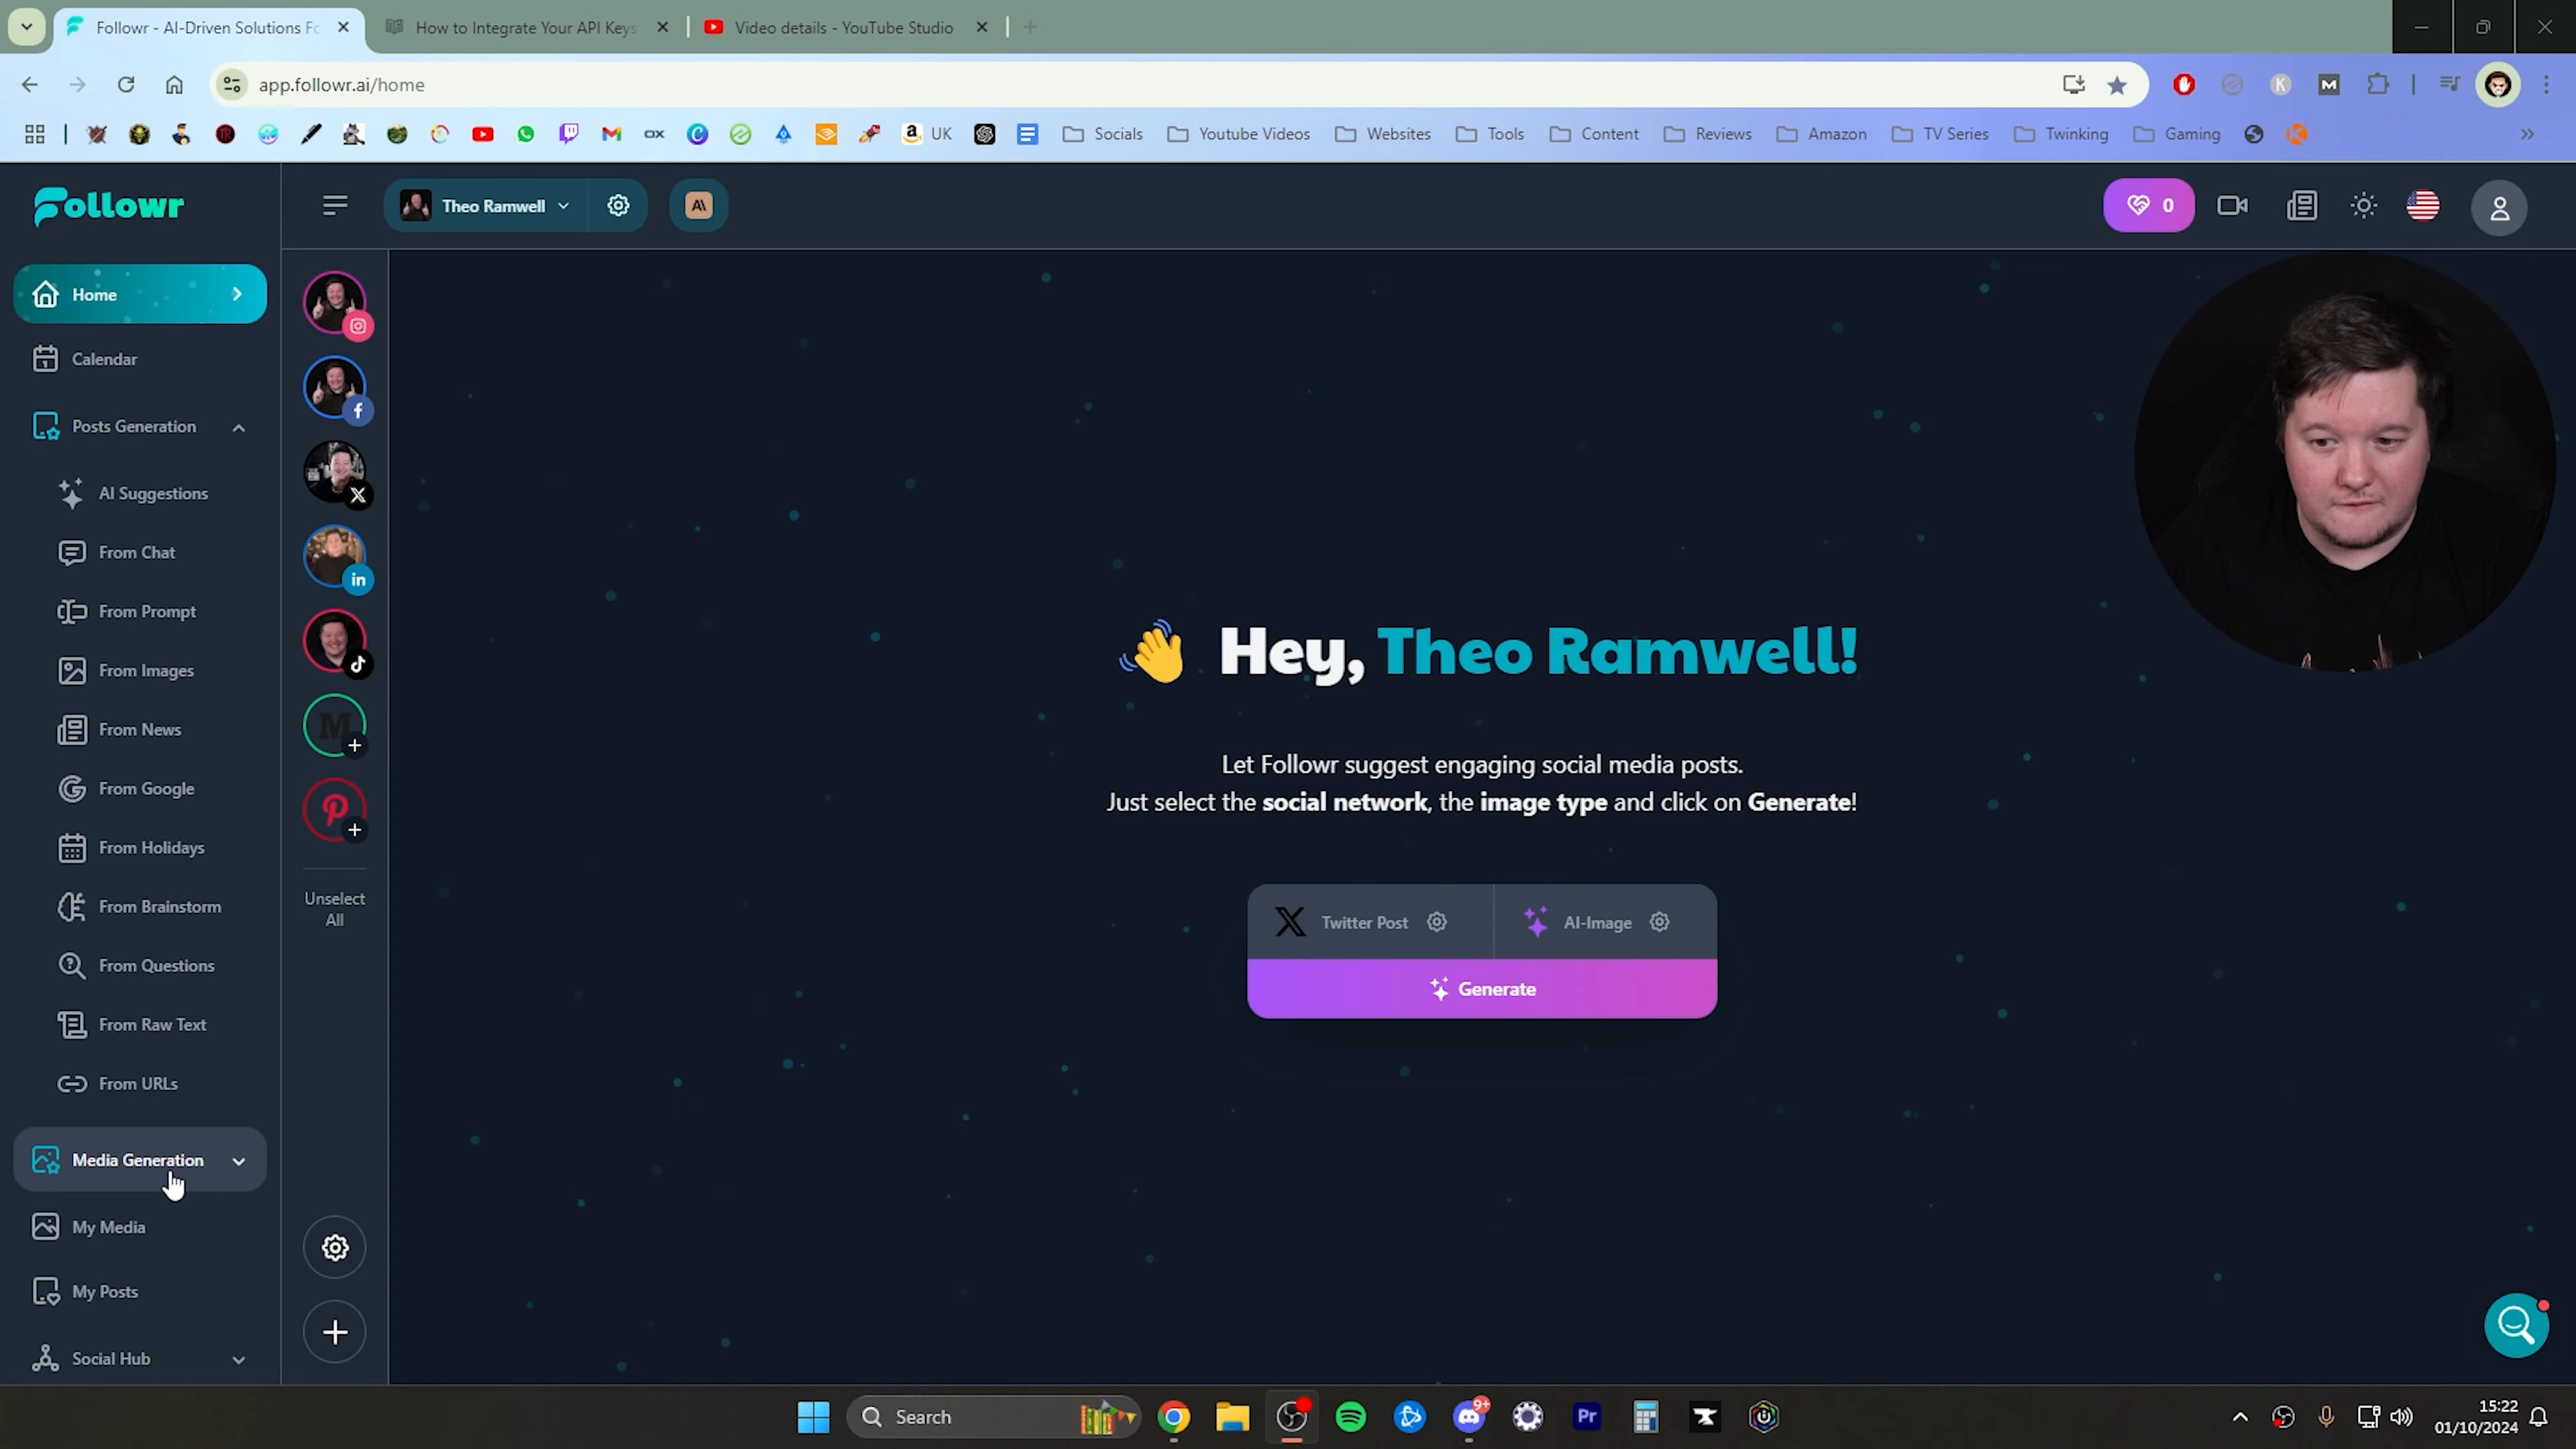 Followr - AI-Driven Solutions Fo
How to Integrate Your API Keys
Video details - YouTube Studio
app.followr.ai/home
K
M
OX
a UK
Socials
Youtube Videos
Websites
Tools
Content
Reviews
Amazon
TV Series
Twinking
Gaming
Followr
Theo Ramwell
0
Home
Calendar
Posts Generation
AI Suggestions
From Chat
From Prompt
From Images
From News
From Google
From Holidays
From Brainstorm
From Questions
From Raw Text
From URLs
Media Generation
My Media
My Posts
Social Hub
f
X
in
M
Unselect
All
Hey, Theo Ramwell!
Let Followr suggest engaging social media posts.
Just select the social network, the image type and click on Generate!
X Twitter Post
AI-Image
Generate
Search
9+
Pr
15:22
01/10/2024